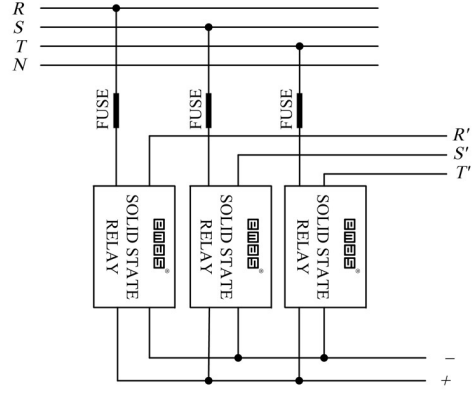 R
S
T
N
FUSE
FUSE
FUSE
R'
S'
T'
SOLID STATE
RELAY
SOLID STATE
RELAY
SOLID STATE
RELAY
−
+